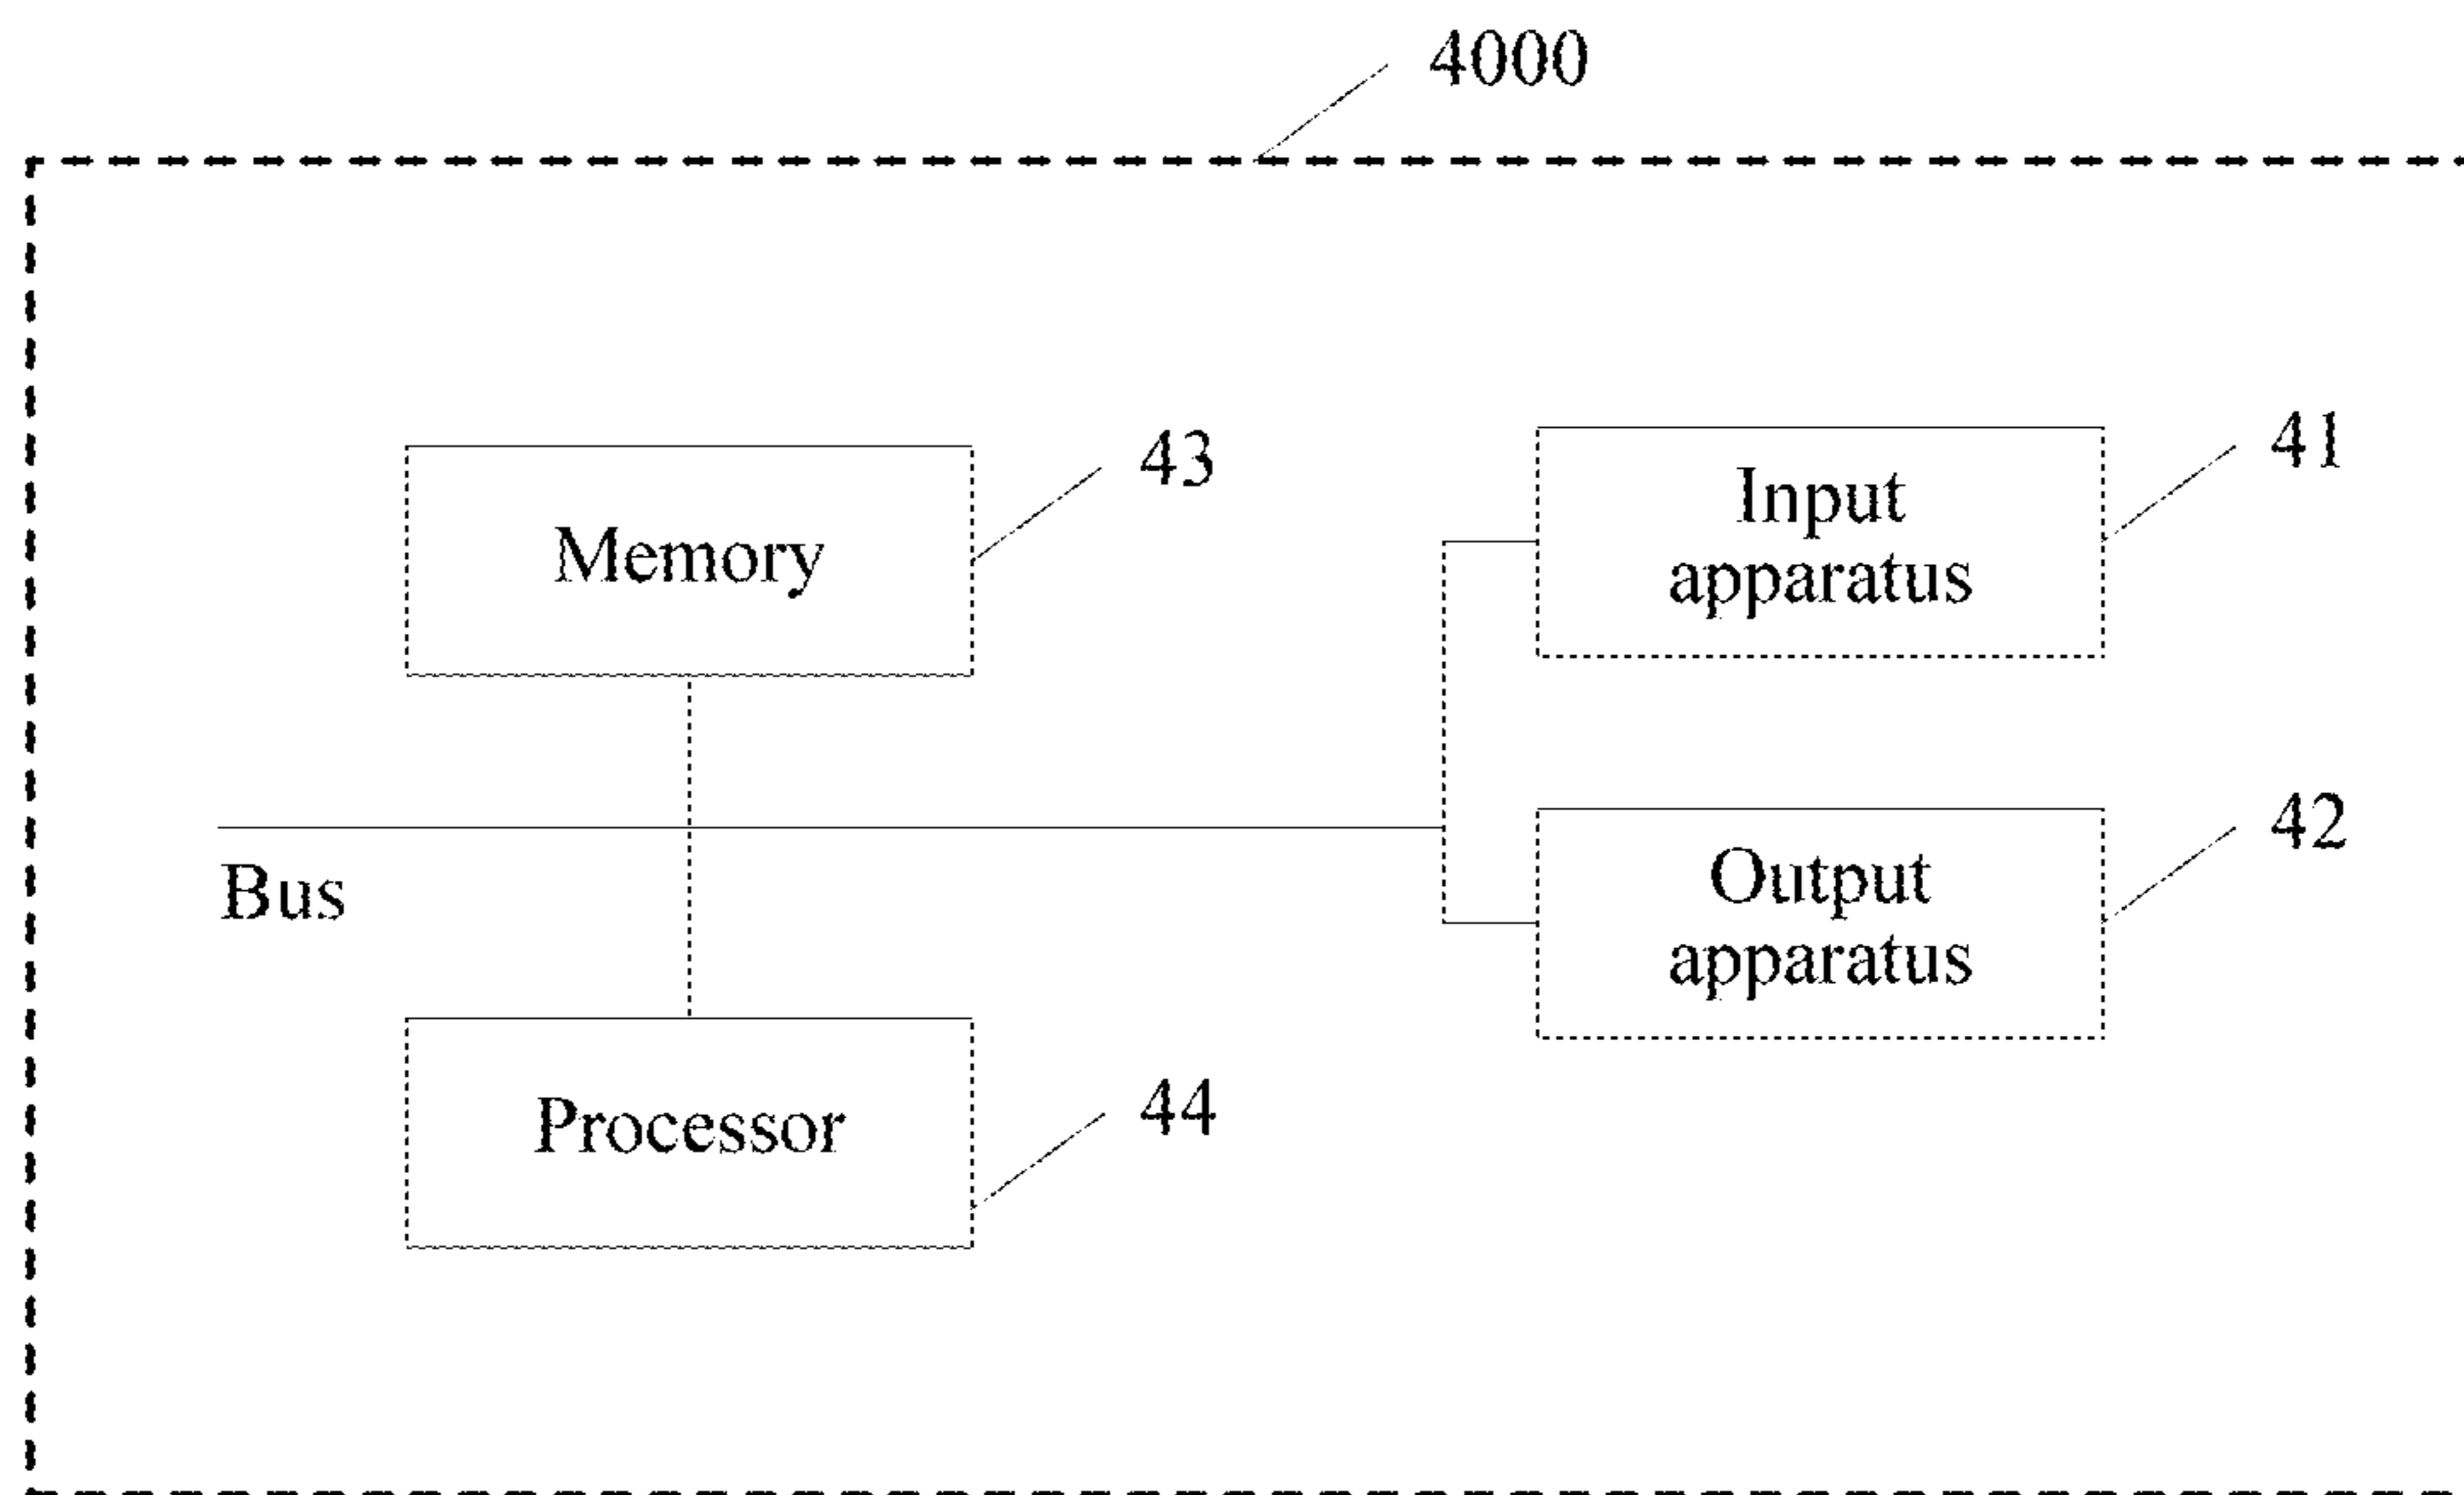 4000
43
Memory
41
Input
apparatus
Bus
42
Output
apparatus
44
Processor